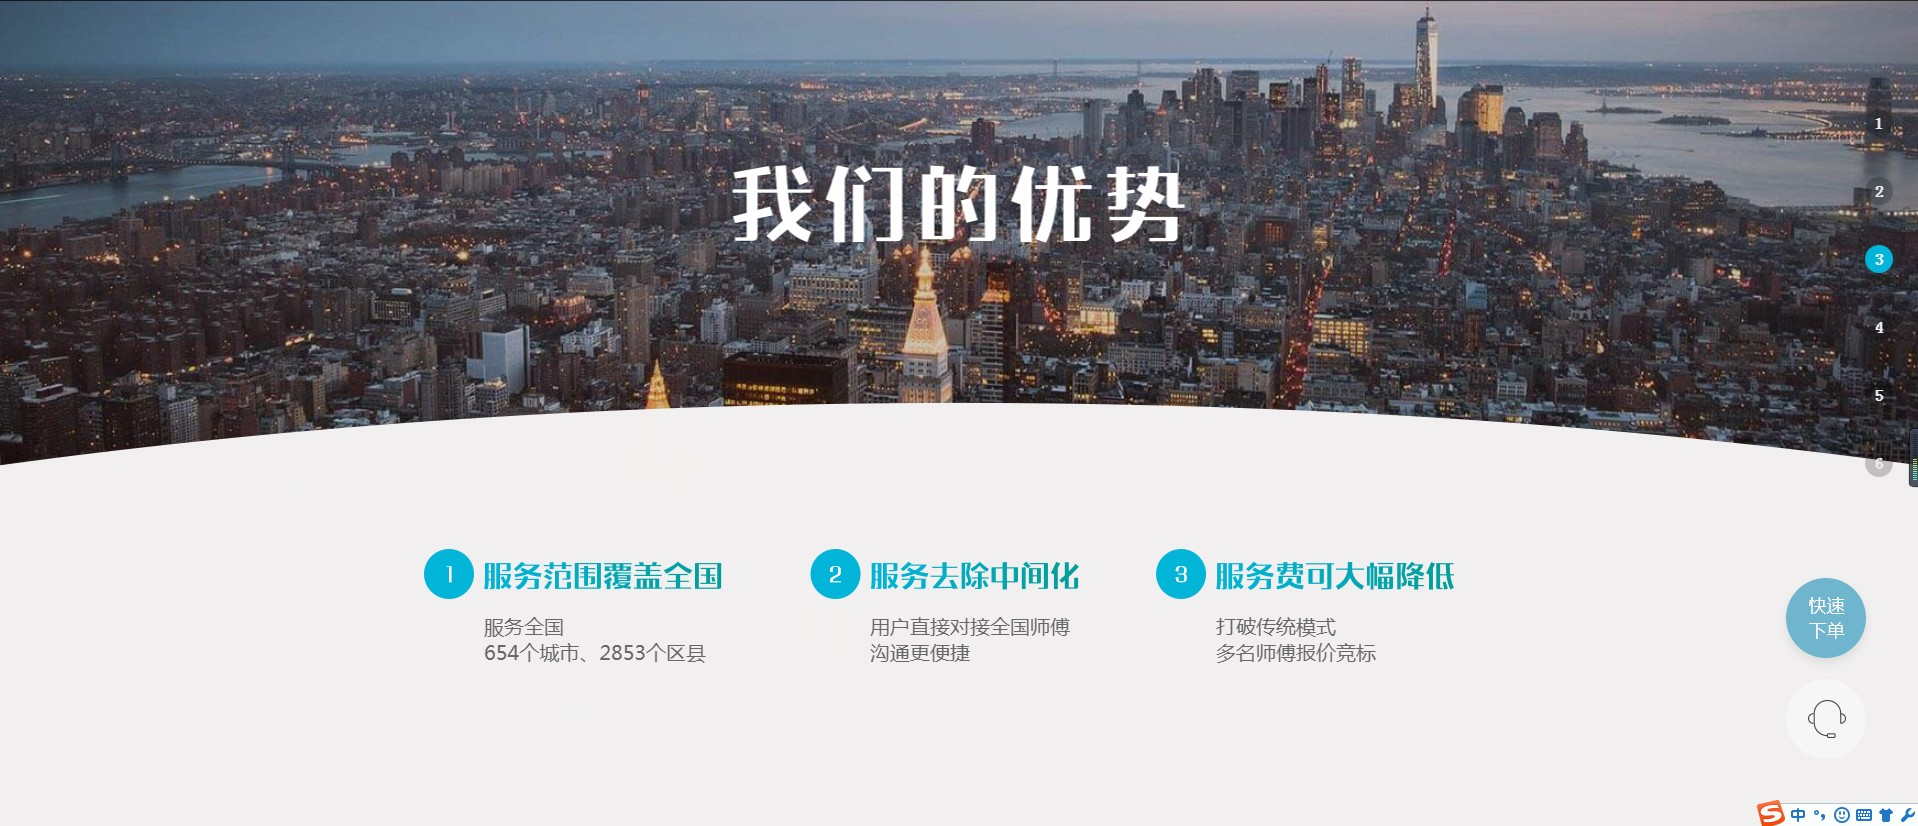 我们的优势
1
2
3
4
5
6
1 服务范围覆盖全国
服务全国
654个城市、2853个区县
2 服务去除中间化
用户直接对接全国师傅
沟通更便捷
3 服务费可大幅降低
打破传统模式
多名师傅报价竞标
快速
下单
S 中